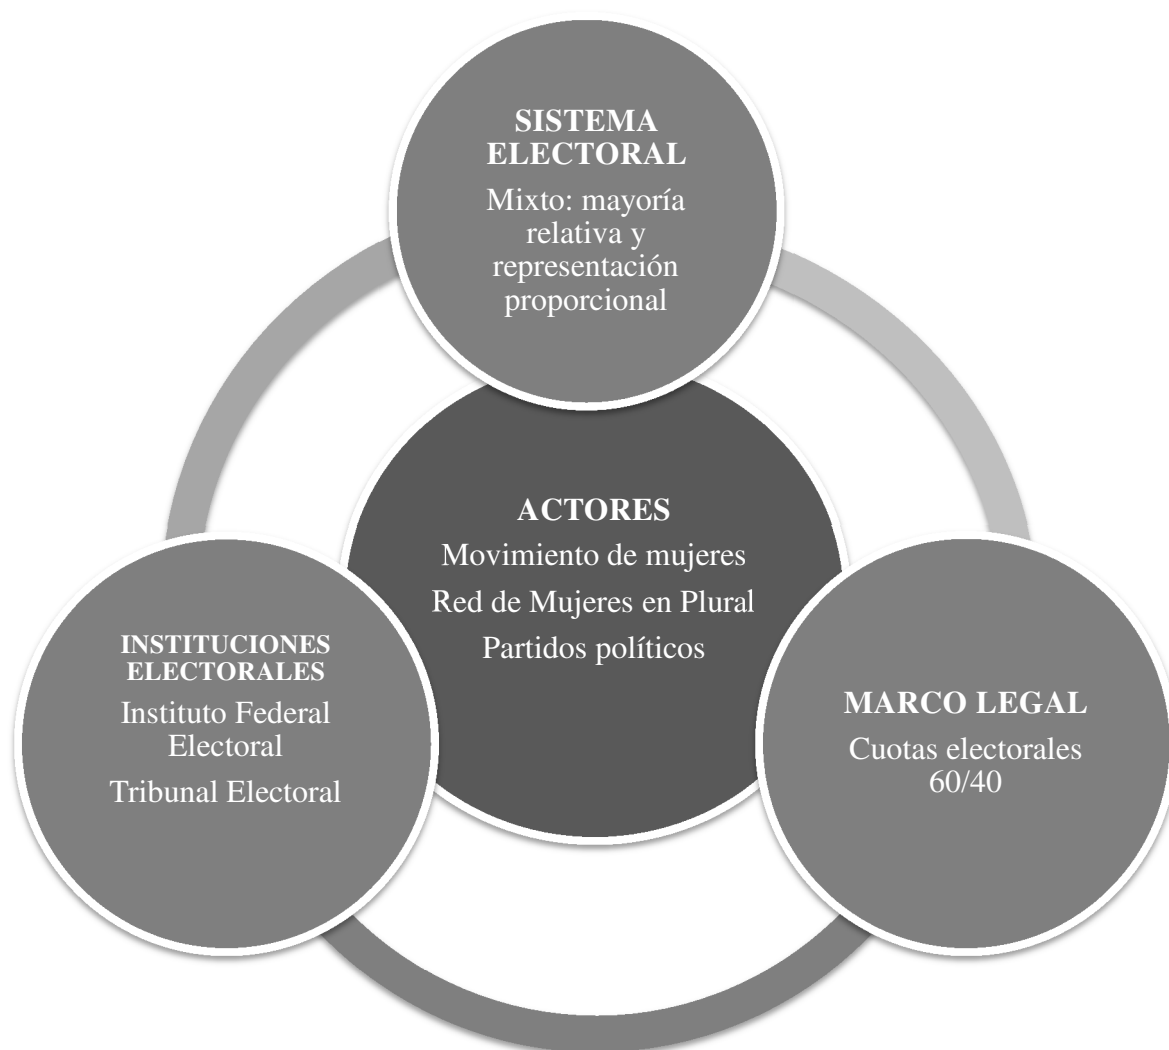 SISTEMA
ELECTORAL
Mixto: mayoría
relativa y
representación
proporcional
ACTORES
Movimiento de mujeres
Red de Mujeres en Plural
Partidos políticos
INSTITUCIONES
ELECTORALES
Instituto Federal
Electoral
Tribunal Electoral
MARCO LEGAL
Cuotas electorales
60/40